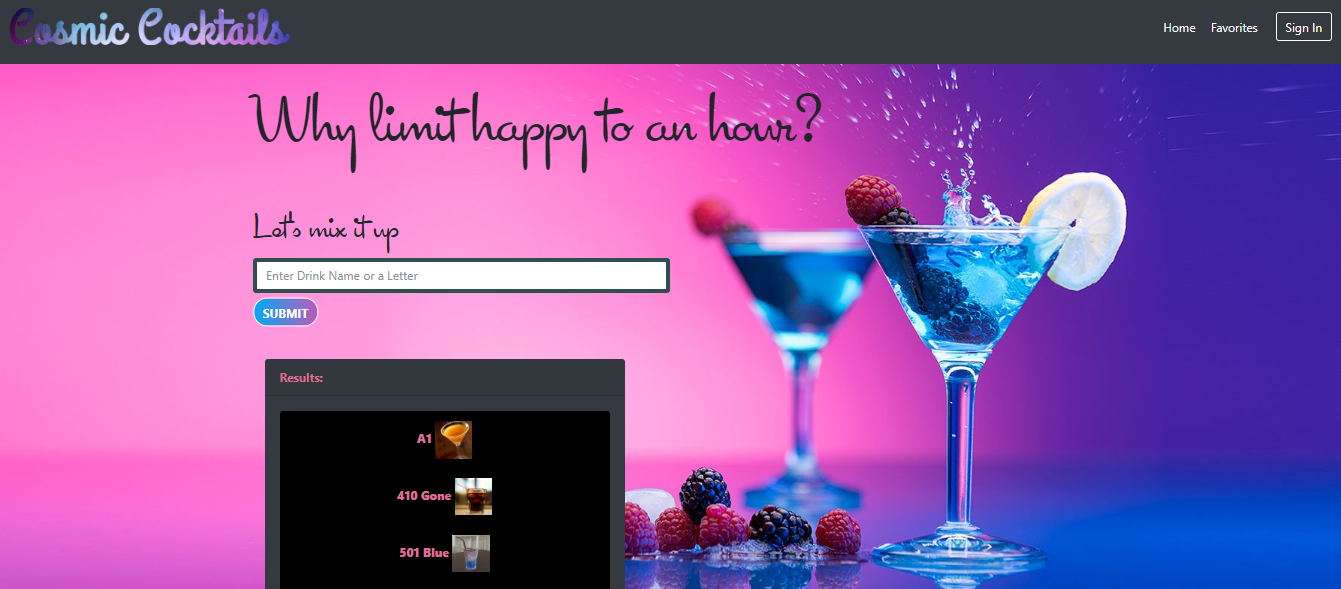 Cosmic Cocktails
Home Favorites Sign In
Why limit happy to an hour?
Let's mix it up
Enter Drink Name or a Letter
SUBMIT
Results:
A1
410 Gone
501 Blue